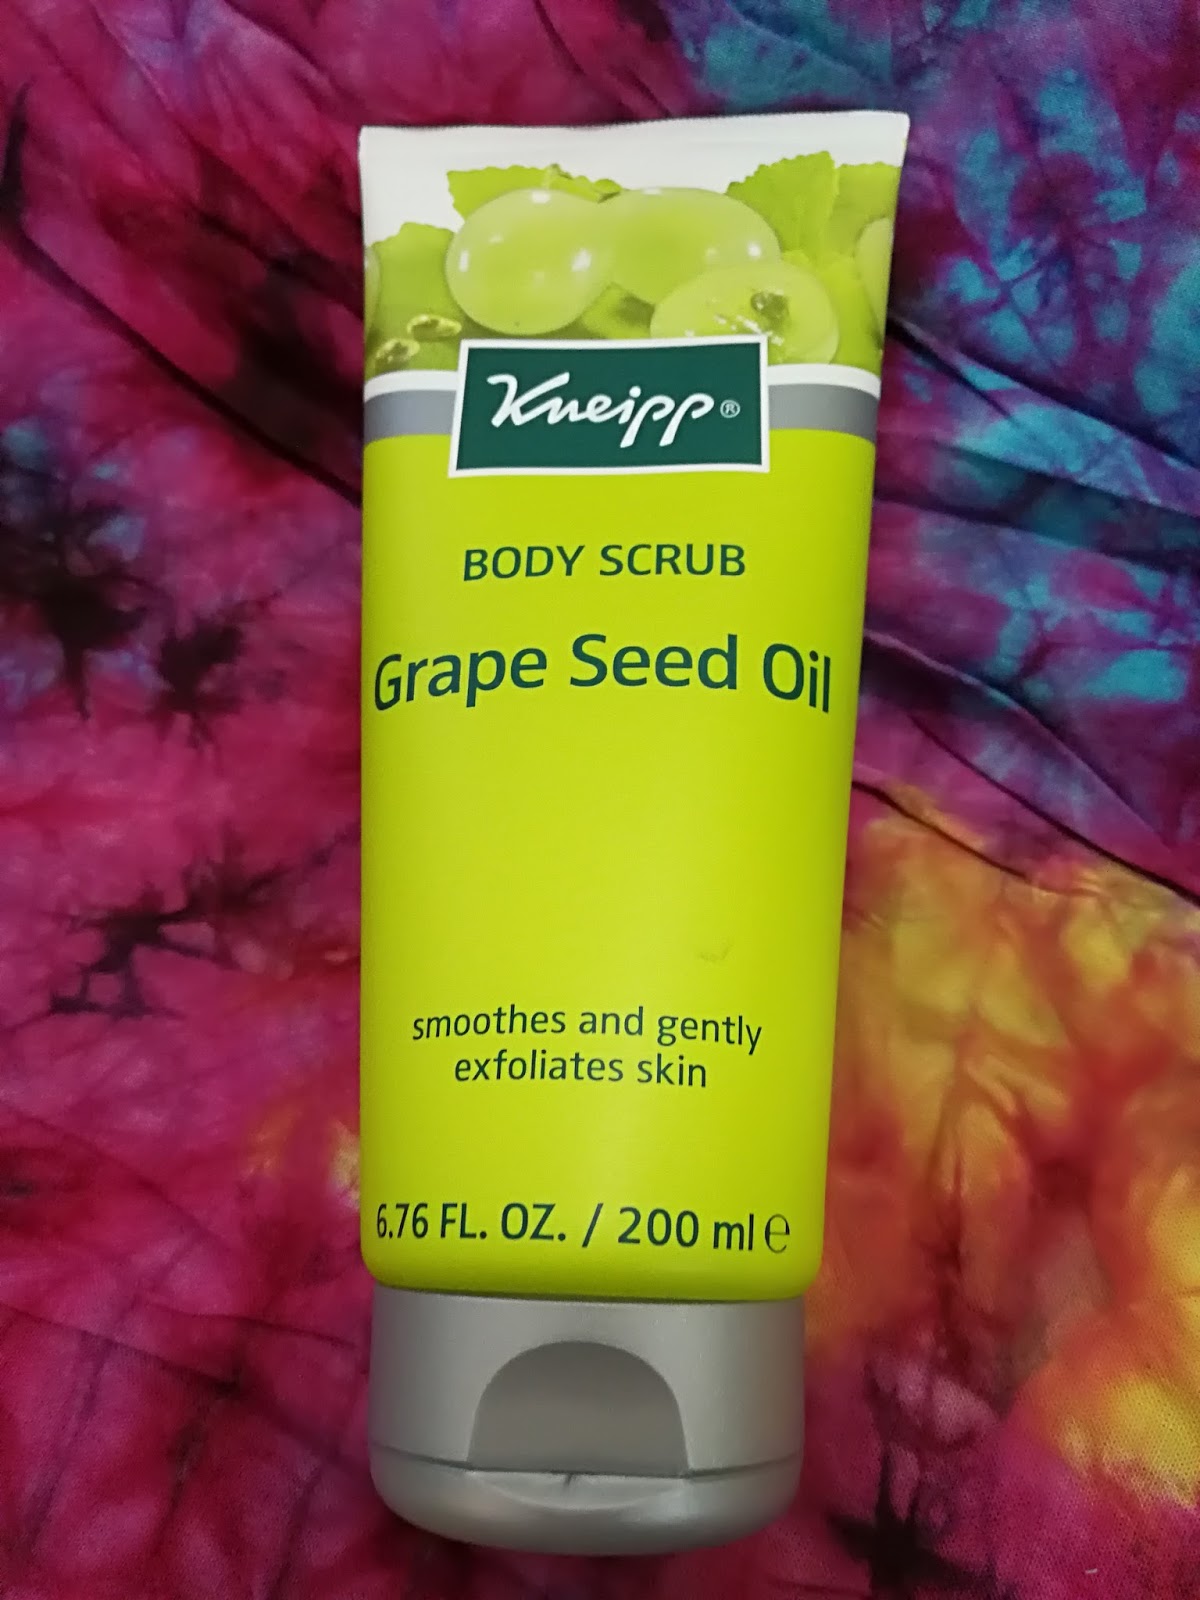 Kneipp®
BODY SCRUB
Grape Seed Oil
smoothes and gently
exfoliates skin
6.76 FL. OZ. / 200 ml ℮